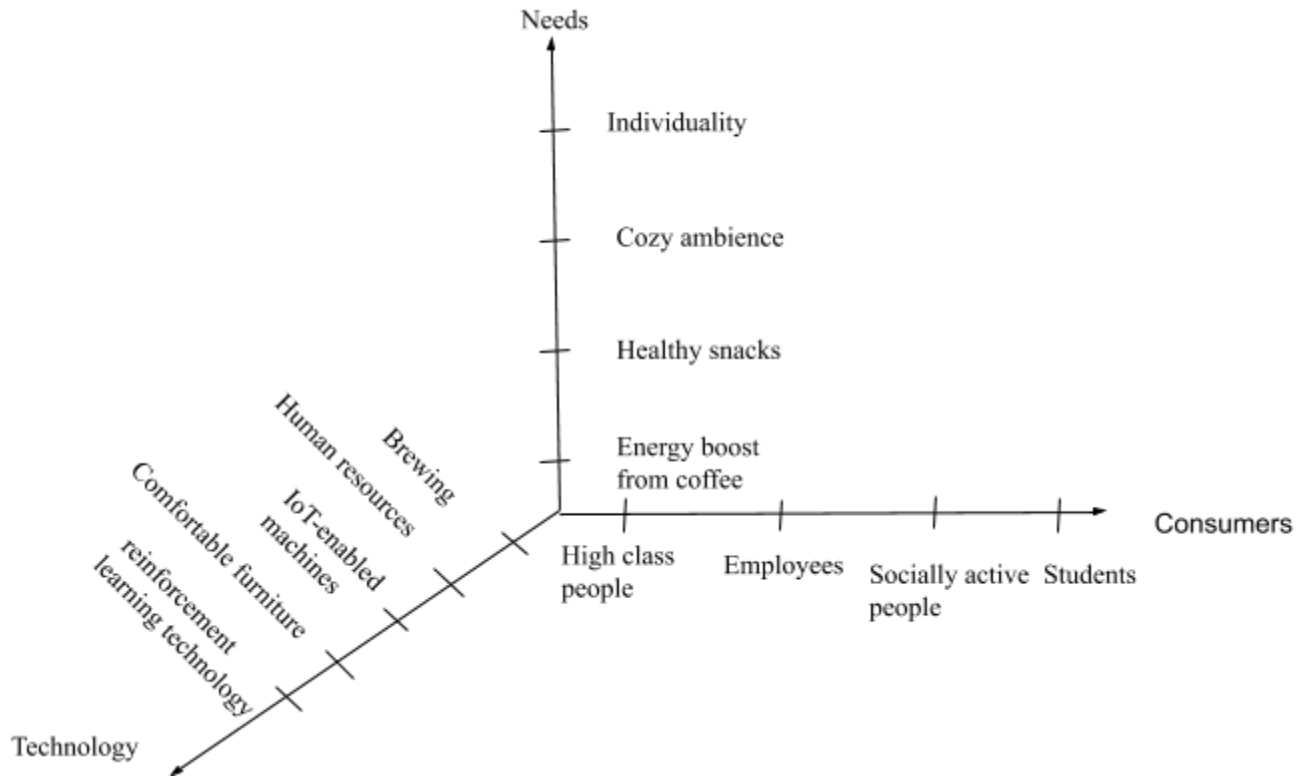 Needs
Individuality
Cozy ambience
Healthy snacks
Energy boost
from coffee
Brewing
Human resources
IoT-enabled
machines
Comfortable furniture
reinforcement
learning technology
Technology
High class
people
Employees
Socially active
people
Students
Consumers